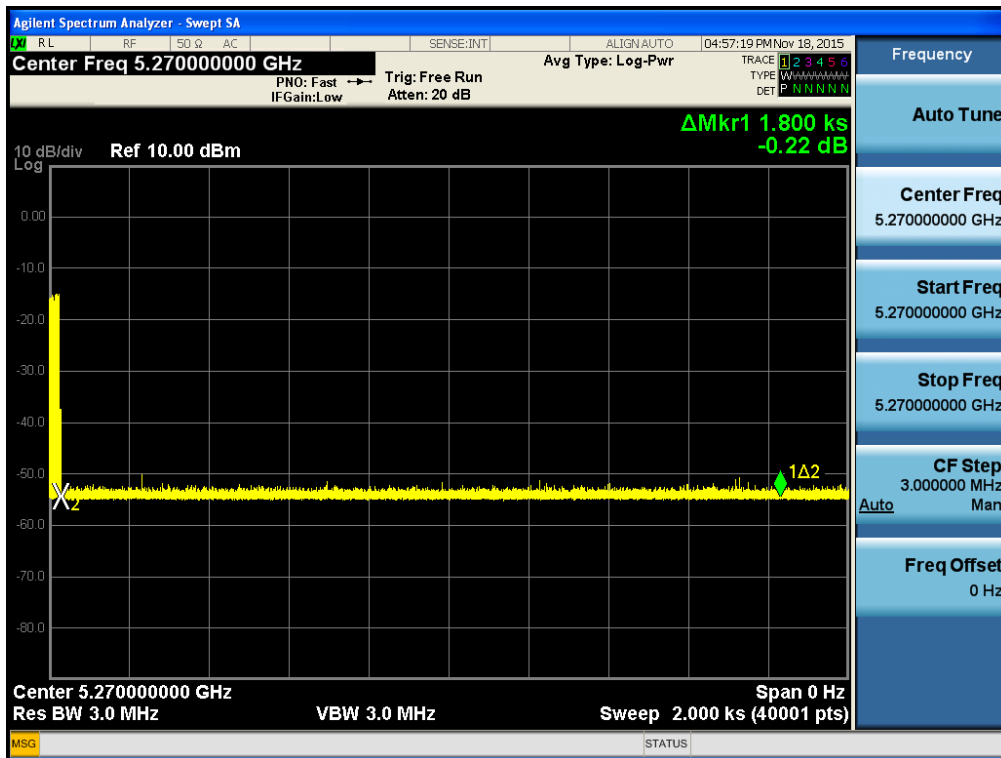 Agilent Spectrum Analyzer - Swept SA
LXI RL RF 50 Ω AC SENSE:INT ALIGNAUTO 04:57:19 PM Nov 18, 2015
Center Freq 5.270000000 GHz
PNO: Fast
IFGain:Low
Trig: Free Run
Atten: 20 dB
Avg Type: Log-Pwr
TRACE 1 2 3 4 5 6
TYPE WWWWWWW
DET P N N N N N
ΔMkr1 1.800 ks
-0.22 dB
10 dB/div
Log
Ref 10.00 dBm
0.00
-10.0
-20.0
-30.0
-40.0
-50.0
-60.0
-70.0
-80.0
1Δ2
X2
Center 5.270000000 GHz
Span 0 Hz
Res BW 3.0 MHz
VBW 3.0 MHz
Sweep 2.000 ks (40001 pts)
MSG
STATUS
Frequency
Auto Tune
Center Freq
5.270000000 GHz
Start Freq
5.270000000 GHz
Stop Freq
5.270000000 GHz
CF Step
3.000000 MHz
Auto Man
Freq Offset
0 Hz